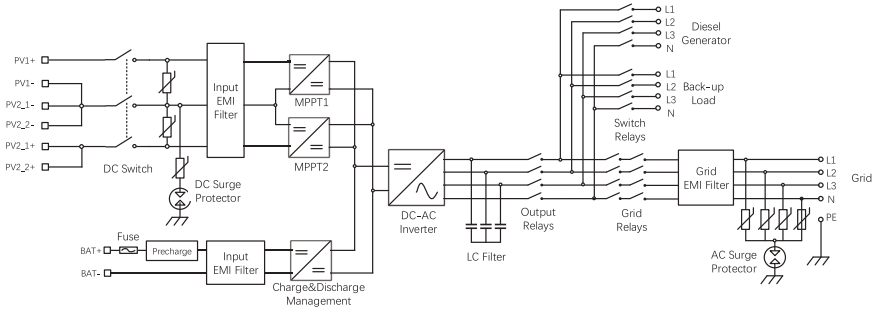 PV1+
PV1-
PV2_1-
PV2_2-
PV2_1+
PV2_2+
DC Switch
DC Surge
Protector
Input
EMI
Filter
MPPT1
MPPT2
BAT+
BAT-
Fuse
Precharge
Input
EMI Filter
Charge&Discharge
Management
DC-AC
Inverter
LC Filter
Output
Relays
Grid
Relays
Switch
Relays
L1
L2
L3
N
Diesel
Generator
L1
L2
L3
N
Back-up
Load
Grid
EMI Filter
L1
L2
L3
N
PE
Grid
AC Surge
Protector